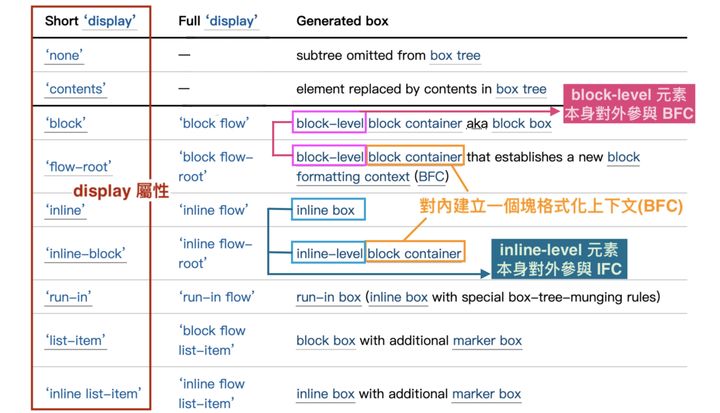 Short ‘display’ Full ‘display’ Generated box
‘none’ — subtree omitted from box tree
‘contents’ — element replaced by contents in box tree
block-level 元素
本身對外參與 BFC
‘block’ ‘block flow’ block-level block container aka block box
‘flow-root’ ‘block flow-
root’ block-level block container that establishes a new block
formatting context (BFC)
display 屬性
‘inline’ ‘inline flow’ inline box
對內建立一個塊格式化上下文(BFC)
‘inline-block’ ‘inline flow-
root’ inline-level block container
inline-level 元素
本身對外參與 IFC
‘run-in’ ‘run-in flow’ run-in box (inline box with special box-tree-munging rules)
‘list-item’ ‘block flow
list-item’ block box with additional marker box
‘inline list-item’ ‘inline flow
list-item’ inline box with additional marker box